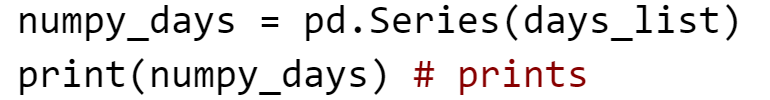 numpy_days = pd.Series(days_list)
print(numpy_days) # prints